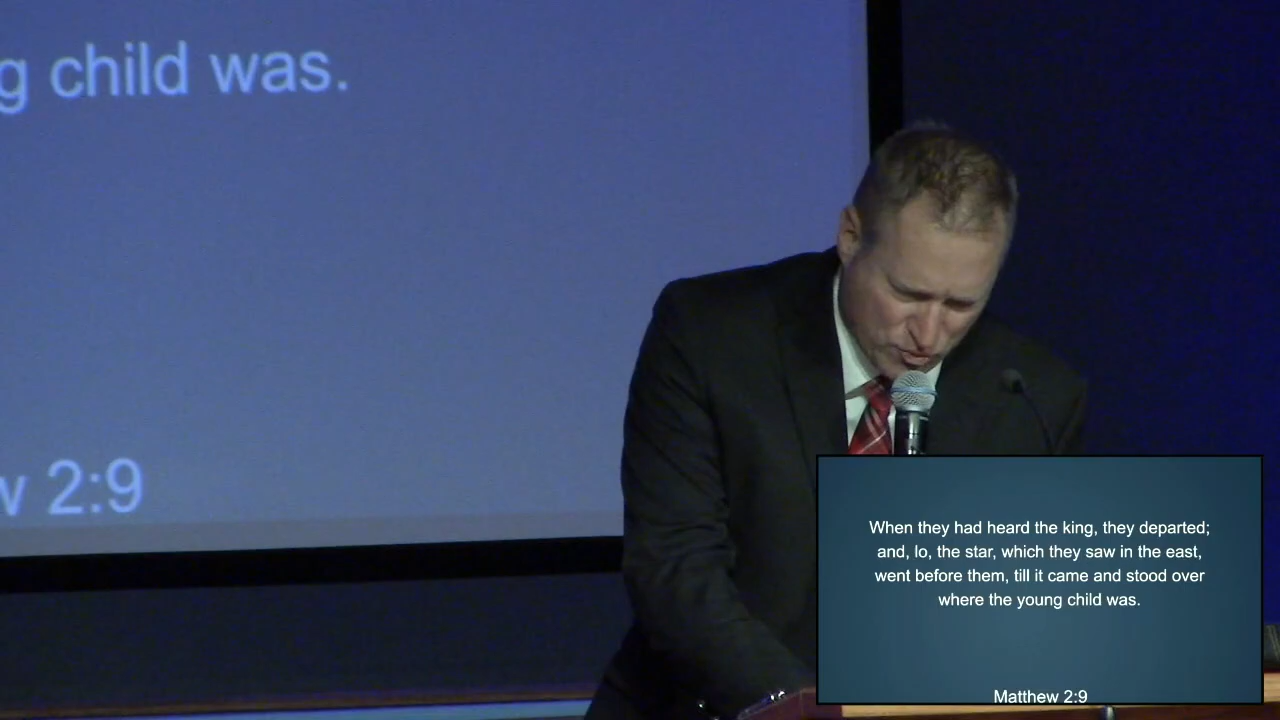 g child was.
w 2:9
When they had heard the king, they departed;
and, lo, the star, which they saw in the east,
went before them, till it came and stood over
where the young child was.
Matthew 2:9